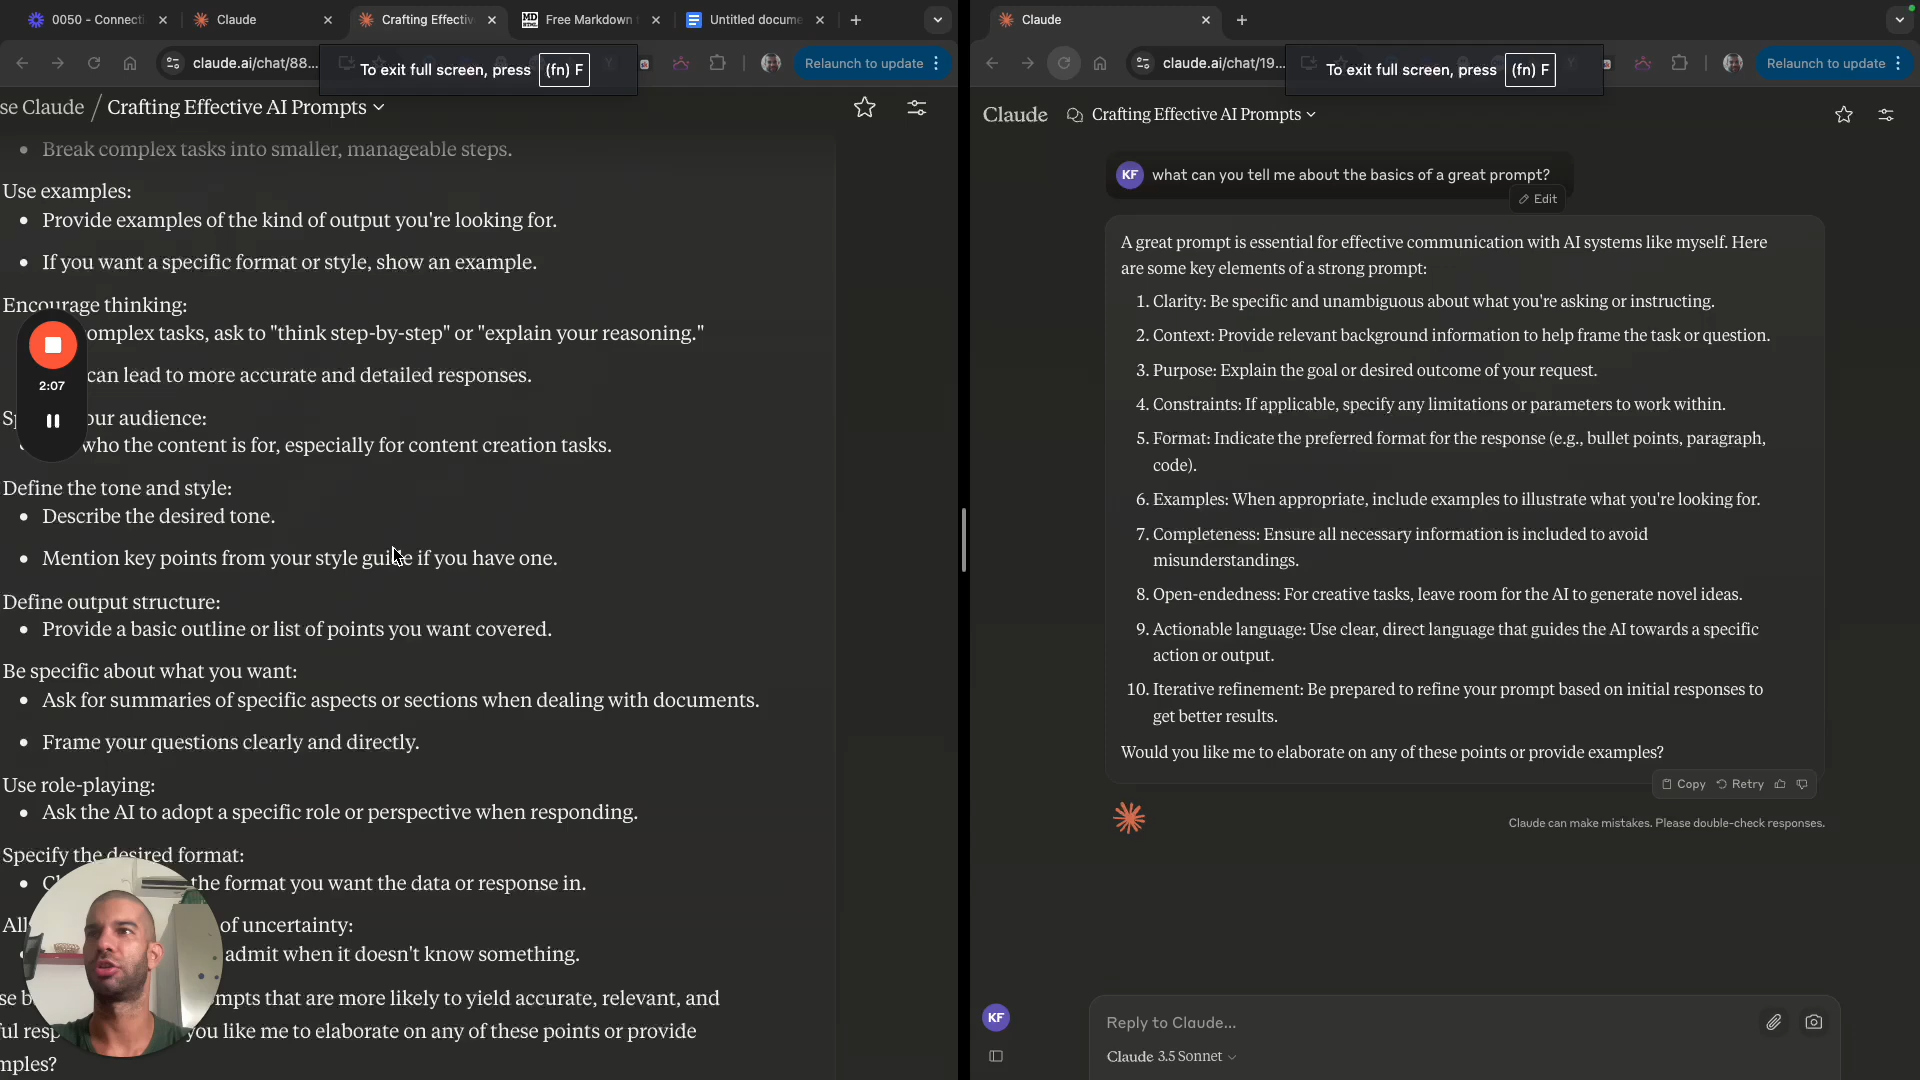 0050 - Connecti
Claude
Crafting Effectiv
Free Markdown
Untitled docume
claude.ai/chat/88...
To exit full screen, press (fn) F
Relaunch to update
se Claude / Crafting Effective AI Prompts
Break complex tasks into smaller, manageable steps.
Use examples:
Provide examples of the kind of output you're looking for.
If you want a specific format or style, show an example.
Encourage thinking:
omplex tasks, ask to "think step-by-step" or "explain your reasoning."
can lead to more accurate and detailed responses.
2:07
Sp our audience:
who the content is for, especially for content creation tasks.
Define the tone and style:
Describe the desired tone.
Mention key points from your style guide if you have one.
Define output structure:
Provide a basic outline or list of points you want covered.
Be specific about what you want:
Ask for summaries of specific aspects or sections when dealing with documents.
Frame your questions clearly and directly.
Use role-playing:
Ask the AI to adopt a specific role or perspective when responding.
Specify the desired format:
the format you want the data or response in.
All of uncertainty:
admit when it doesn't know something.
se b mpts that are more likely to yield accurate, relevant, and
ful resp you like me to elaborate on any of these points or provide
mples?
Claude
claude.ai/chat/19...
To exit full screen, press (fn) F
Relaunch to update
Claude
Crafting Effective AI Prompts
KF what can you tell me about the basics of a great prompt?
Edit
A great prompt is essential for effective communication with AI systems like myself. Here
are some key elements of a strong prompt:
1. Clarity: Be specific and unambiguous about what you're asking or instructing.
2. Context: Provide relevant background information to help frame the task or question.
3. Purpose: Explain the goal or desired outcome of your request.
4. Constraints: If applicable, specify any limitations or parameters to work within.
5. Format: Indicate the preferred format for the response (e.g., bullet points, paragraph,
code).
6. Examples: When appropriate, include examples to illustrate what you're looking for.
7. Completeness: Ensure all necessary information is included to avoid
misunderstandings.
8. Open-endedness: For creative tasks, leave room for the AI to generate novel ideas.
9. Actionable language: Use clear, direct language that guides the AI towards a specific
action or output.
10. Iterative refinement: Be prepared to refine your prompt based on initial responses to
get better results.
Would you like me to elaborate on any of these points or provide examples?
Copy Retry
Claude can make mistakes. Please double-check responses.
KF
Reply to Claude...
Claude 3.5 Sonnet